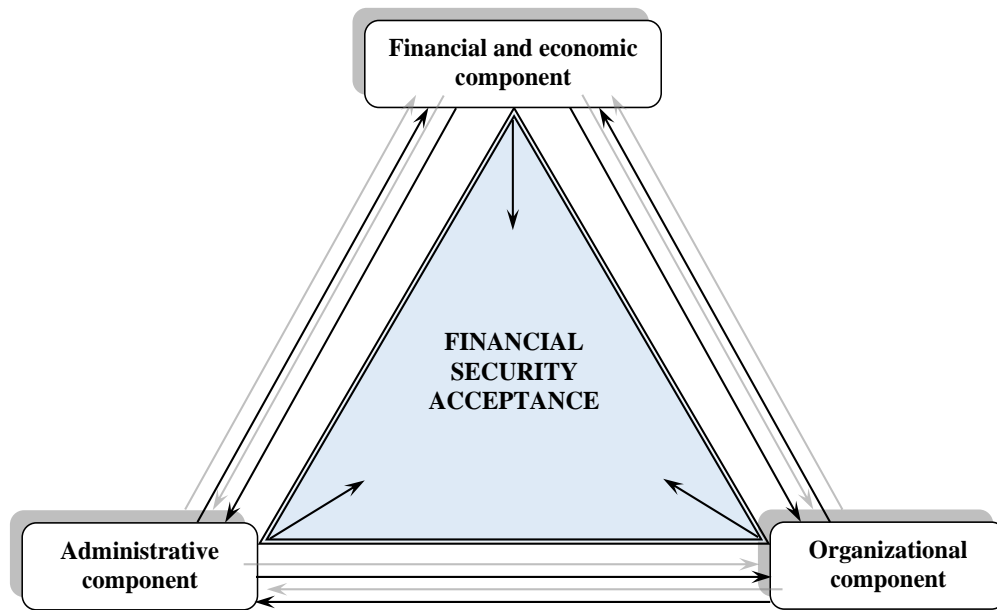 Financial and economic
component
FINANCIAL
SECURITY
ACCEPTANCE
Administrative
component
Organizational
component